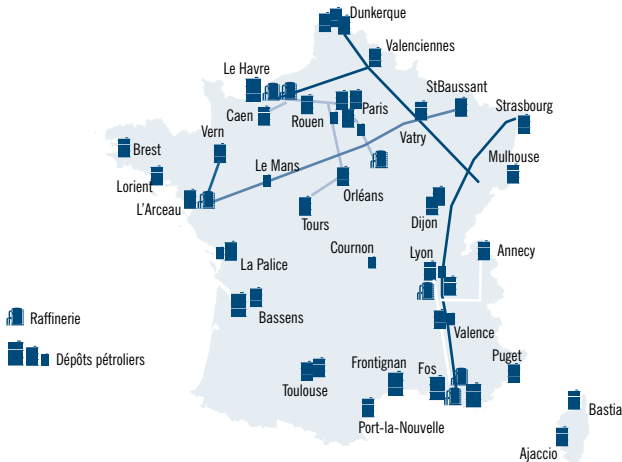 Dunkerque
Valenciennes
Le Havre
StBaussant
Paris
Strasbourg
Caen
Rouen
Vern
Vatry
Brest
Le Mans
Mulhouse
Lorient
Orléans
L'Arceau
Tours
Dijon
Cournon
Lyon
Annecy
La Palice
Raffinerie
Bassens
Valence
Dépôts pétroliers
Frontignan
Fos
Puget
Toulouse
Port-la-Nouvelle
Bastia
Ajaccio